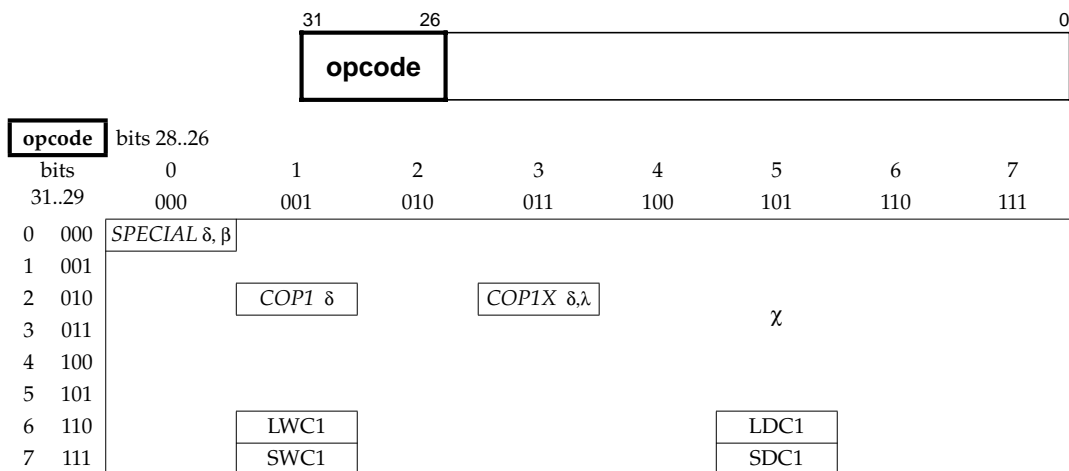 31 26 0
opcode
opcode bits 28..26
bits 0 1 2 3 4 5 6 7
31..29 000 001 010 011 100 101 110 111
0 000 SPECIAL δ, β
1 001
2 010 COP1 δ COP1X δ,λ
3 011 χ
4 100
5 101
6 110 LWC1 LDC1
7 111 SWC1 SDC1